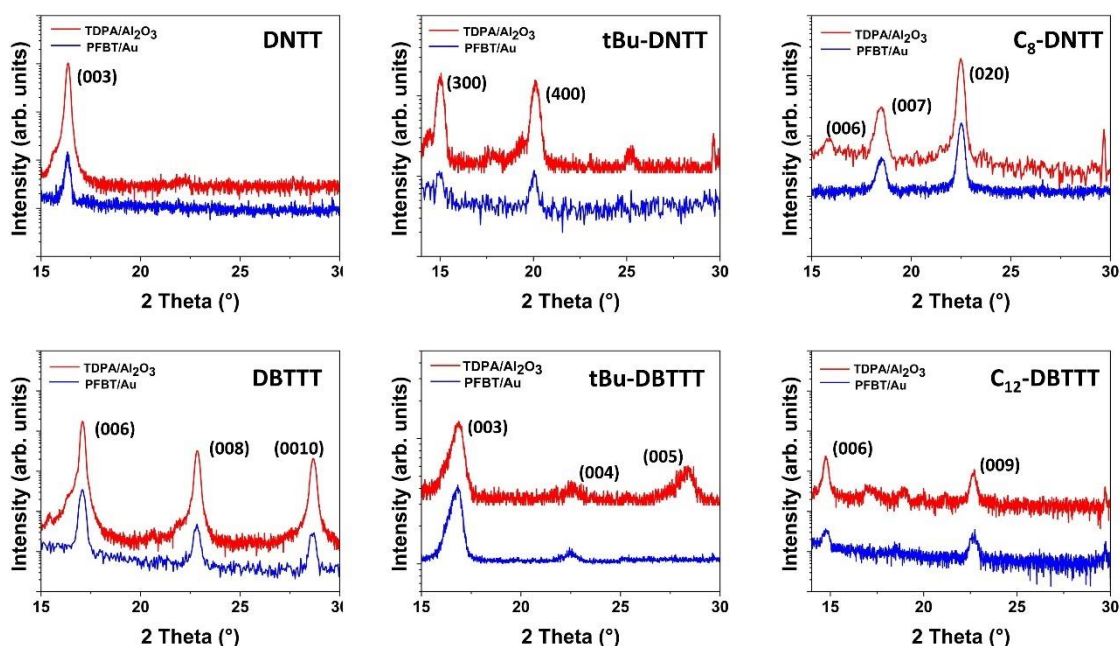 TDPA/Al₂O₃
PFBT/Au
DNTT
(003)
Intensity (arb. units)
15 20 25 30
2 Theta (°)
TDPA/Al₂O₃
PFBT/Au
tBu-DNTT
(300)
(400)
Intensity (arb. units)
15 20 25 30
2 Theta (°)
TDPA/Al₂O₃
PFBT/Au
C₈-DNTT
(006)
(007)
(020)
Intensity (arb. units)
15 20 25 30
2 Theta (°)
TDPA/Al₂O₃
PFBT/Au
DBTTT
(006)
(008)
(0010)
Intensity (arb. units)
15 20 25 30
2 Theta (°)
TDPA/Al₂O₃
PFBT/Au
tBu-DBTTT
(003)
(004)
(005)
Intensity (arb. units)
15 20 25 30
2 Theta (°)
TDPA/Al₂O₃
PFBT/Au
C₁₂-DBTTT
(006)
(009)
Intensity (arb. units)
15 20 25 30
2 Theta (°)